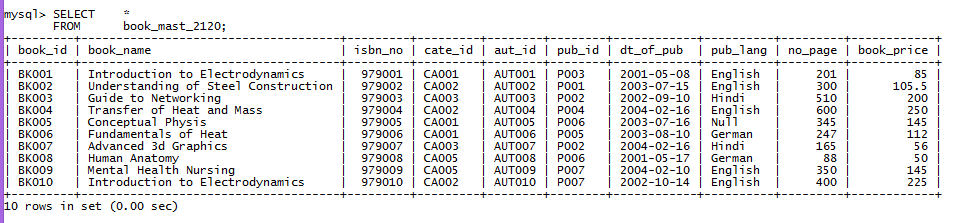 mysql> SELECT    *
       FROM      book_mast_2120;
+---------+--------------------------------------+---------+---------+--------+--------+------------+----------+---------+------------+
| book_id | book_name                            | isbn_no | cate_id | aut_id | pub_id | dt_of_pub  | pub_lang | no_page | book_price |
+---------+--------------------------------------+---------+---------+--------+--------+------------+----------+---------+------------+
| BK001   | Introduction to Electrodynamics      | 979001  | CA001   | AUT001 | P003   | 2001-05-08 | English  |     201 |         85 |
| BK002   | Understanding of Steel Construction  | 979002  | CA002   | AUT002 | P001   | 2003-07-15 | English  |     300 |      105.5 |
| BK003   | Guide to Networking                  | 979003  | CA003   | AUT003 | P002   | 2002-09-10 | Hindi    |     510 |        200 |
| BK004   | Transfer of Heat and Mass            | 979004  | CA002   | AUT004 | P004   | 2004-02-16 | English  |     600 |        250 |
| BK005   | Conceptual Physis                    | 979005  | CA001   | AUT005 | P006   | 2003-07-16 | Null     |     345 |        145 |
| BK006   | Fundamentals of Heat                 | 979006  | CA001   | AUT006 | P005   | 2003-08-10 | German   |     247 |        112 |
| BK007   | Advanced 3d Graphics                 | 979007  | CA003   | AUT007 | P002   | 2004-02-16 | Hindi    |     165 |         56 |
| BK008   | Human Anatomy                        | 979008  | CA005   | AUT008 | P006   | 2001-05-17 | German   |      88 |         50 |
| BK009   | Mental Health Nursing                | 979009  | CA005   | AUT009 | P007   | 2004-02-10 | English  |     350 |        145 |
| BK010   | Introduction to Electrodynamics      | 979010  | CA002   | AUT010 | P007   | 2002-10-14 | English  |     400 |        225 |
+---------+--------------------------------------+---------+---------+--------+--------+------------+----------+---------+------------+
10 rows in set (0.00 sec)